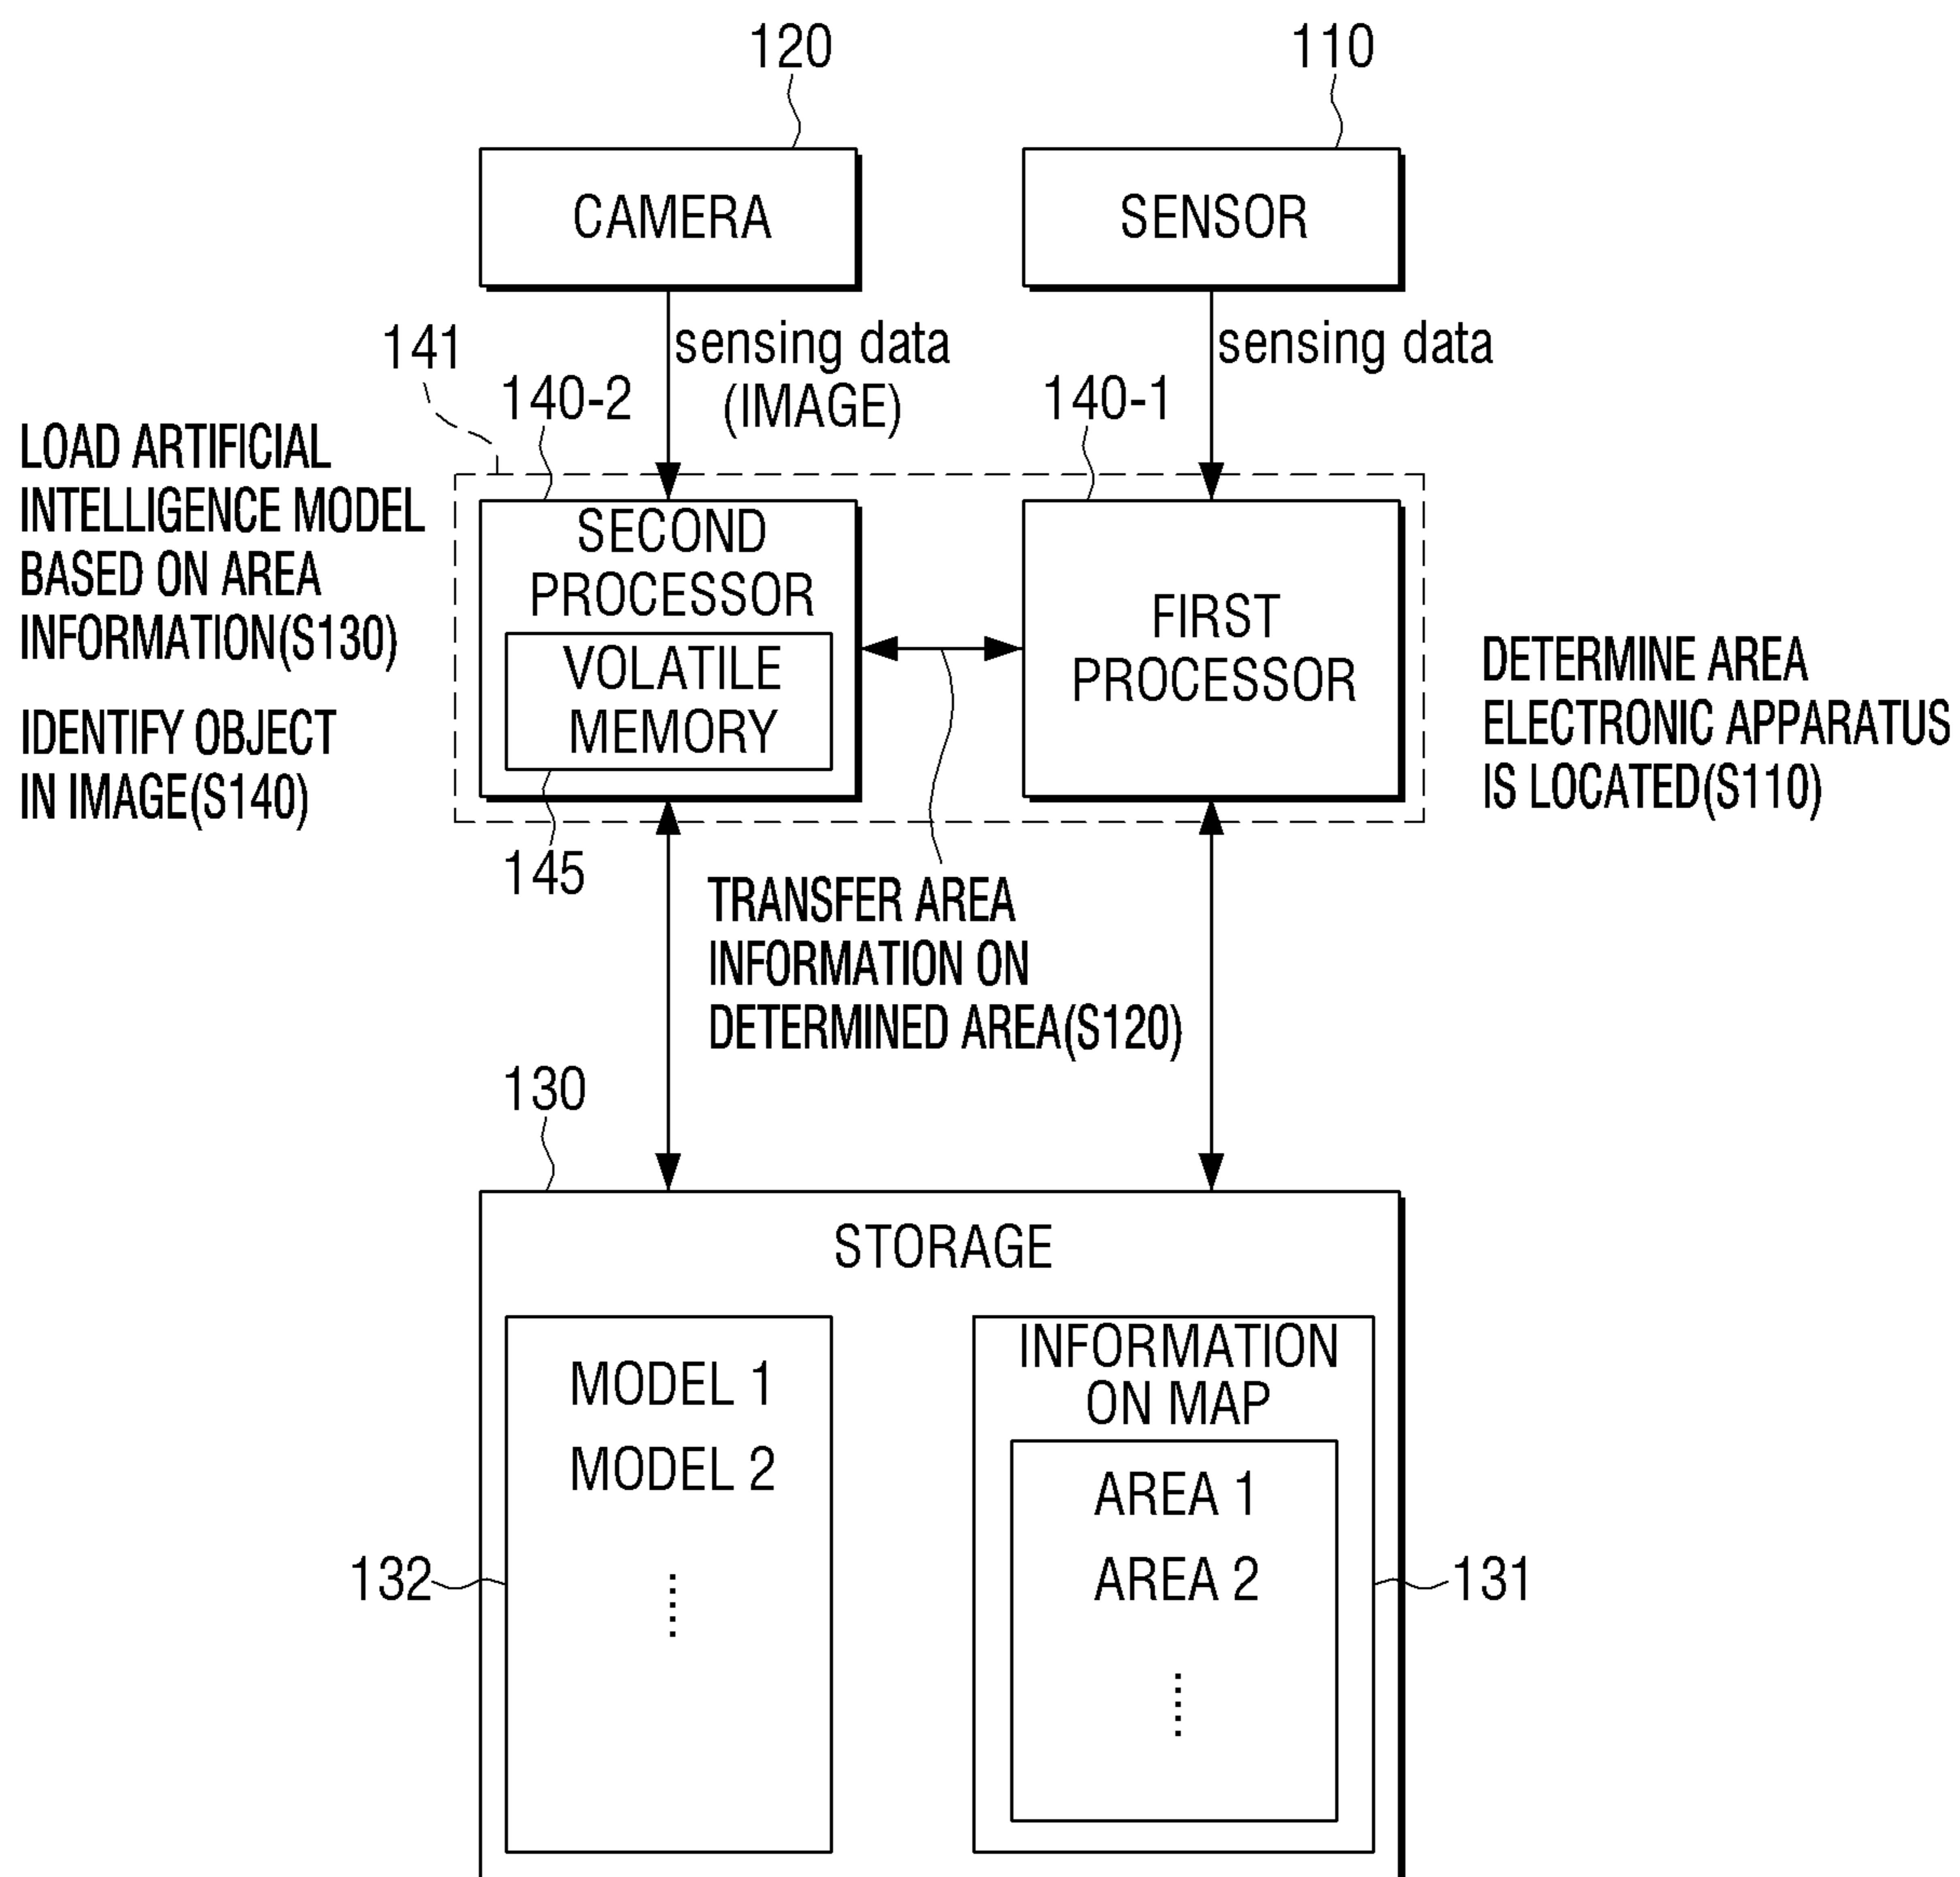 120
110
CAMERA
SENSOR
sensing data
(IMAGE)
sensing data
141
140-2
140-1
LOAD ARTIFICIAL
INTELLIGENCE MODEL
BASED ON AREA
INFORMATION(S130)
IDENTIFY OBJECT
IN IMAGE(S140)
SECOND
PROCESSOR
VOLATILE
MEMORY
145
FIRST
PROCESSOR
DETERMINE AREA
ELECTRONIC APPARATUS
IS LOCATED(S110)
TRANSFER AREA
INFORMATION ON
DETERMINED AREA(S120)
130
STORAGE
MODEL 1
MODEL 2
132
INFORMATION
ON MAP
AREA 1
AREA 2
131